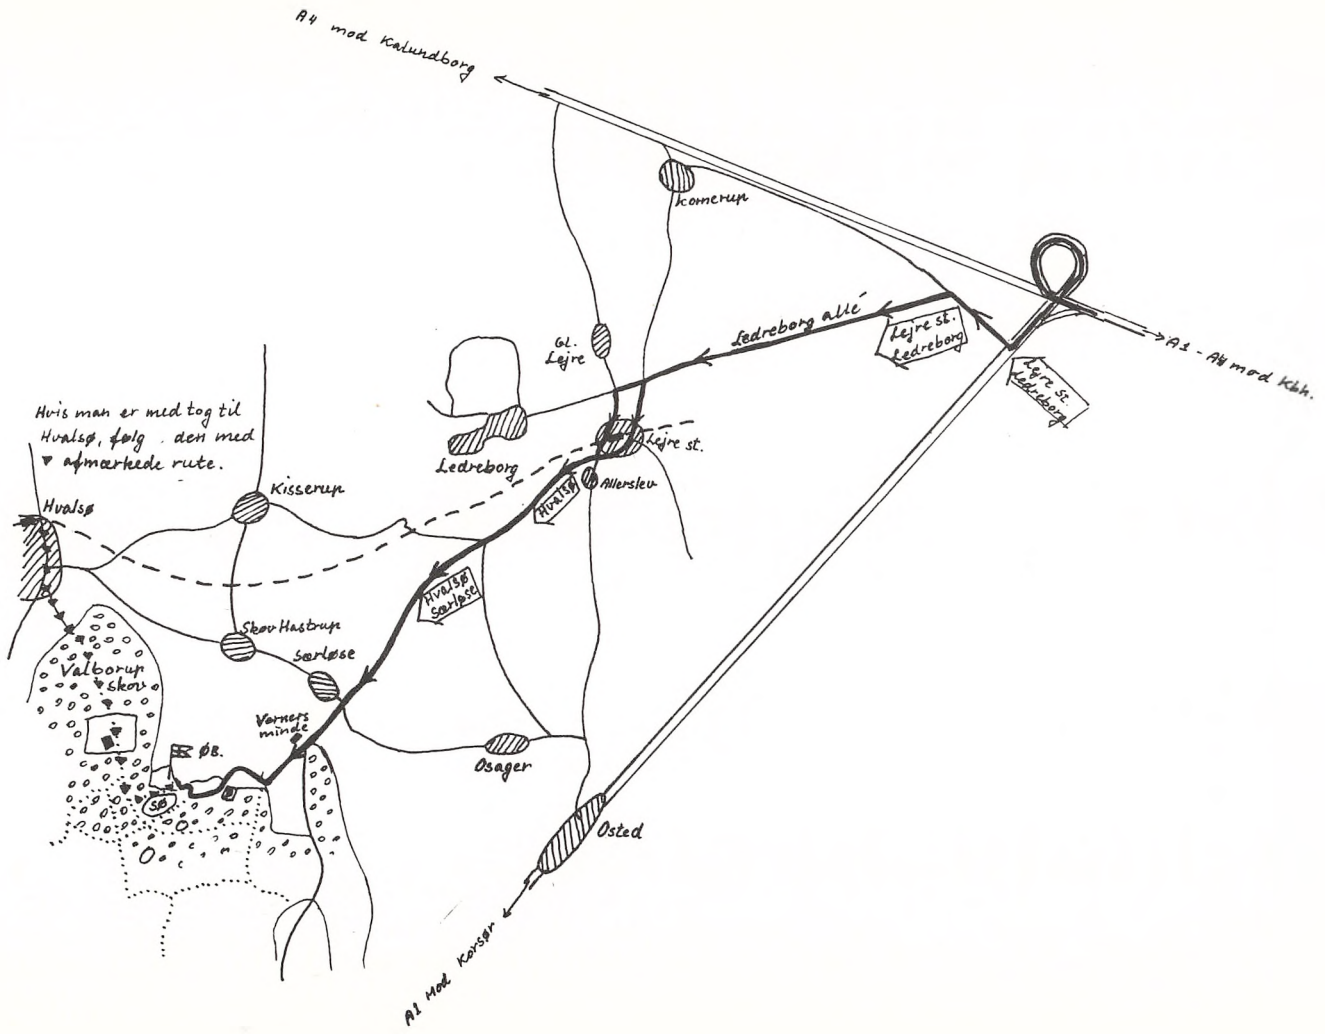 A4 mod Kalundborg
Kornerup
Ledreborg allé
Lejre st.
Ledreborg
A1 - A4 mod Kbh.
Lejre st.
Ledreborg
Gl.
Lejre
Hvis man er med tog til
Hvalsø, følg den med
▼ afmærkede rute.
Ledreborg
Lejre st.
Allerslev
Hvalsø
Kisserup
Hvalsø
Hvalsø
Særløse
Skov Hastrup
Særløse
Valborup
skov
Verners
minde
ØB.
Osager
SØ
Osted
A1 Mod Korsør